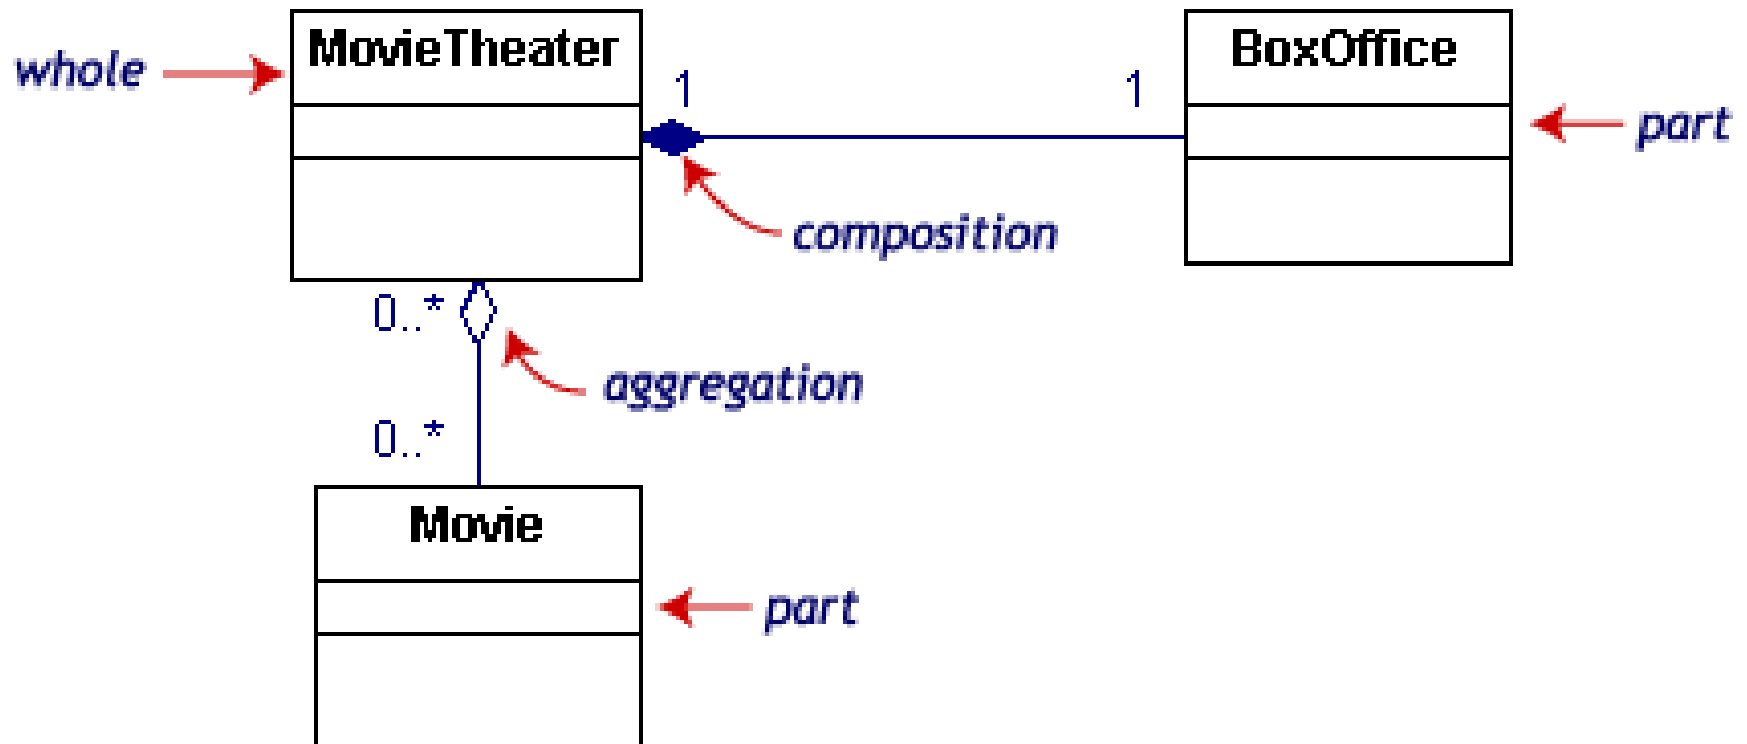 MovieTheater
BoxOffice
whole
1
1
part
composition
0..*
aggregation
0..*
Movie
part